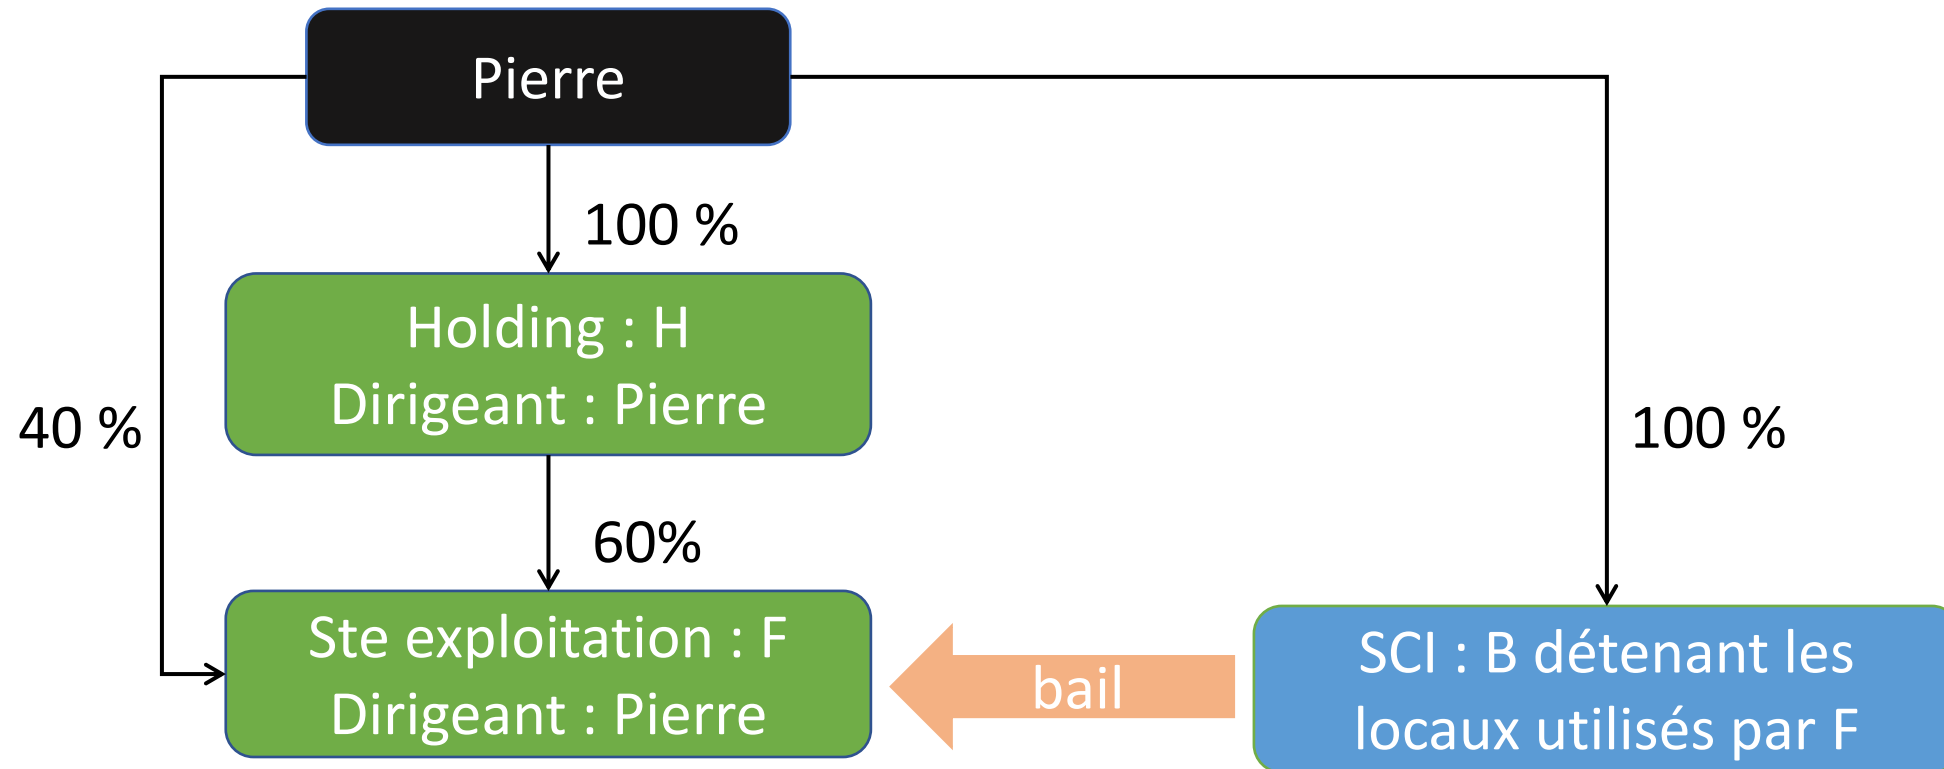 Pierre
100 %
Holding : H
Dirigeant : Pierre
40 %
100 %
60%
Ste exploitation : F
Dirigeant : Pierre
bail
SCI : B détenant les
locaux utilisés par F